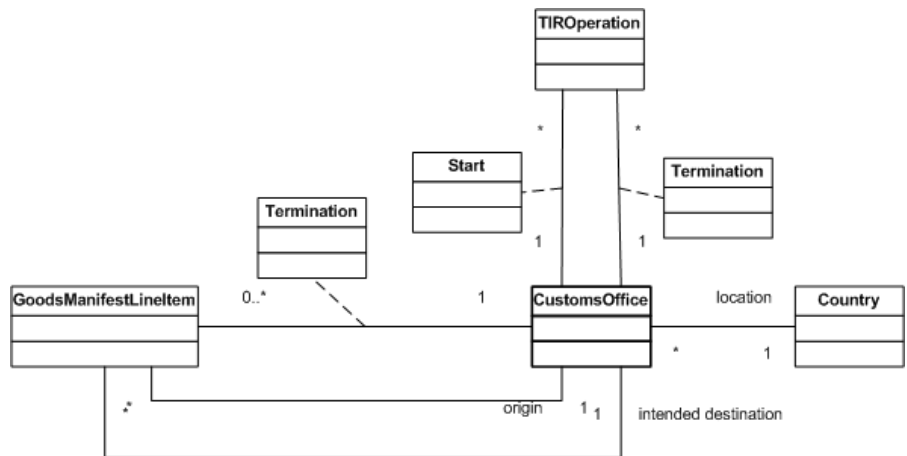 TIROperation
* *
Start
Termination
Termination
1 1
GoodsManifestLineItem
0..* 1
CustomsOffice
location
Country
* 1
* *
origin
1 1
intended destination